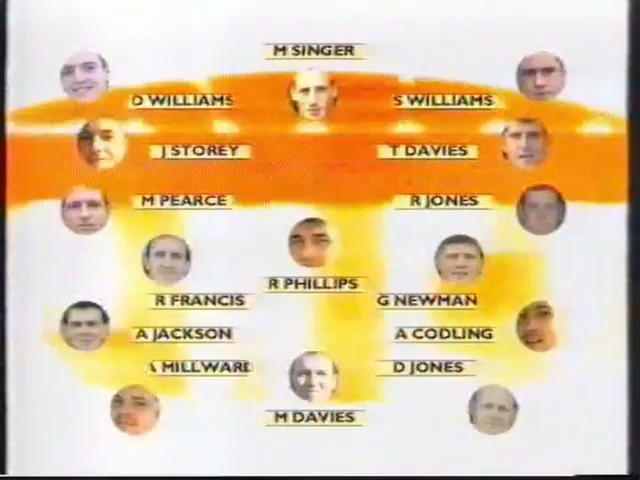 M SINGER
D WILLIAMS
S WILLIAMS
J STOREY
T DAVIES
M PEARCE
R JONES
R PHILLIPS
R FRANCIS
G NEWMAN
A JACKSON
A CODLING
A MILLWARD
D JONES
M DAVIES